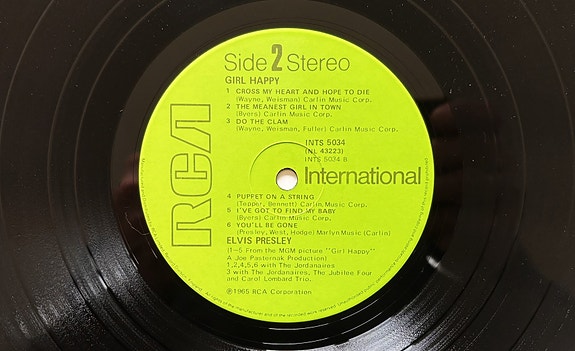 Side 2 Stereo
GIRL HAPPY
1 CROSS MY HEART AND HOPE TO DIE
(Wayne, Weisman) Carlin Music Corp.
2 THE MEANEST GIRL IN TOWN
(Byers) Carlin Music Corp.
3 DO THE CLAM
(Wayne, Weisman, Fuller) Carlin Music Corp.
INTS 5034
(NL 43223)
INTS 5034 B
RCA
International
4 PUPPET ON A STRING
(Tepper, Bennett) Carlin Music Corp.
5 I'VE GOT TO FIND MY BABY
(Byers) Carlin Music Corp.
6 YOU'LL BE GONE
(Presley, West, Hodge) Marlyn Music (Carlin)
ELVIS PRESLEY
(1-5 From the MGM picture "Girl Happy"
A Joe Pasternak Production)
1,2,4,5,6 with The Jordanaires
3 with The Jordanaires, The Jubilee Four
and Carol Lombard Trio.
℗1965 RCA Corporation